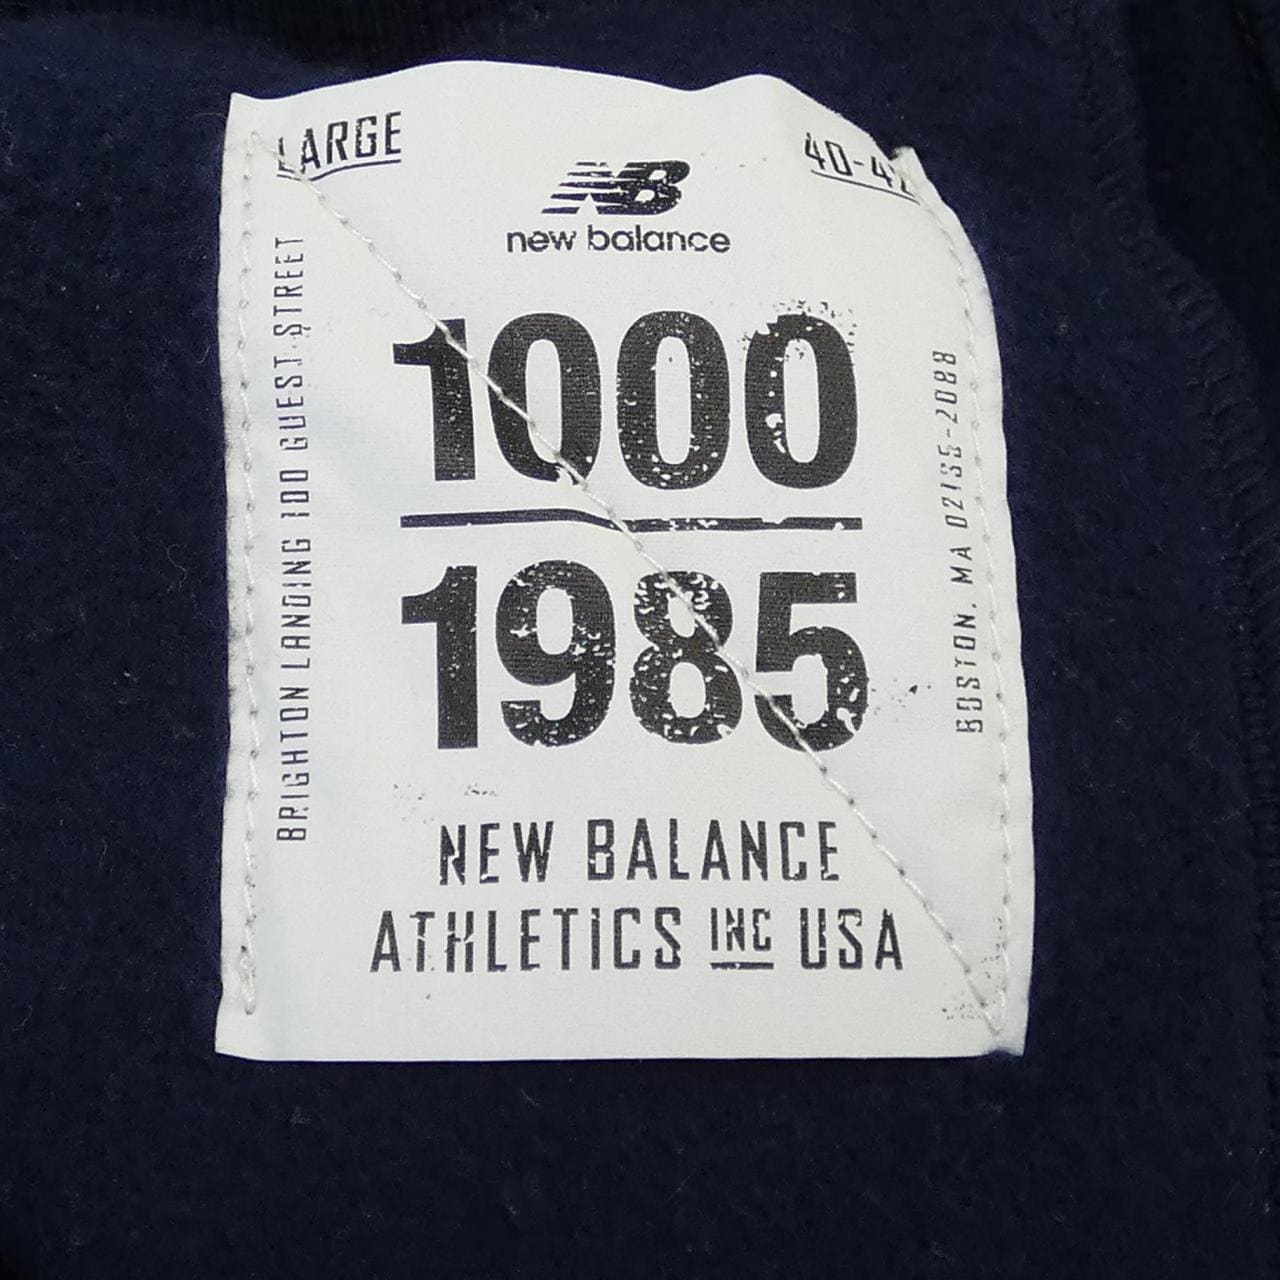 LARGE
40-42
NB
new balance
BRIGHTON LANDING 100 GUEST STREET
1000
1985
BOSTON, MA 02135-2088
NEW BALANCE
ATHLETICS INC USA